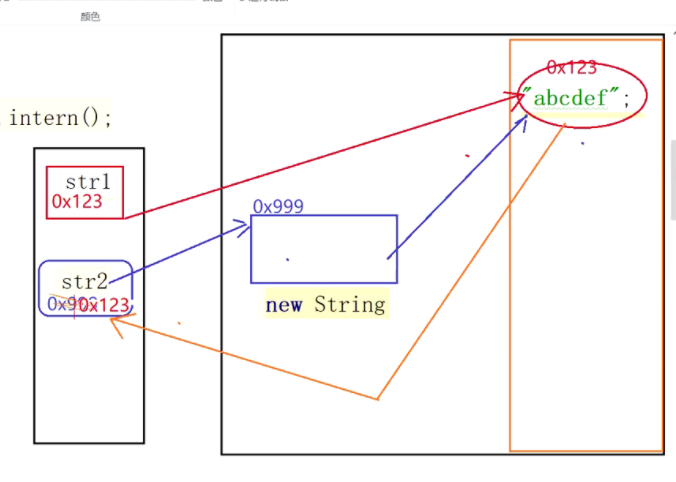 颜色
intern();
0x123
"abcdef";
str1
0x123
0x999
str2
0x123
new String